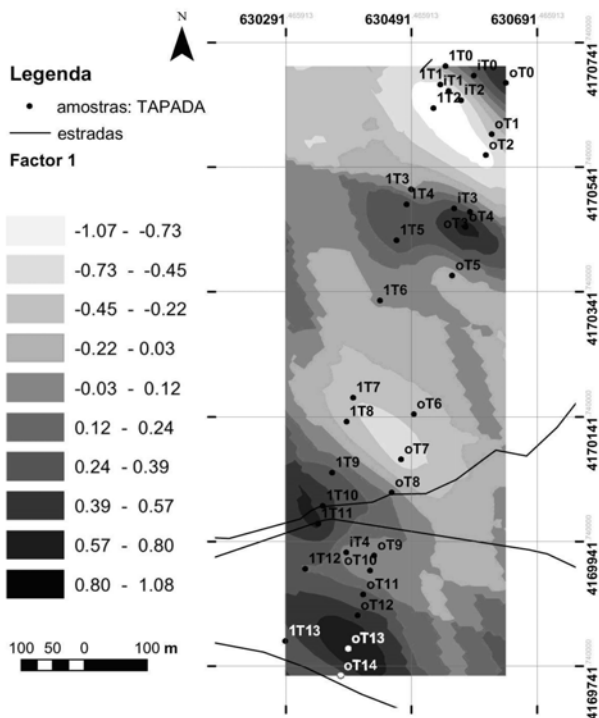 N
630291
630491
630691
Legenda
amostras: TAPADA
estradas
Factor 1
-1.07 - -0.73
-0.73 - -0.45
-0.45 - -0.22
-0.22 - 0.03
-0.03 - 0.12
0.12 - 0.24
0.24 - 0.39
0.39 - 0.57
0.57 - 0.80
0.80 - 1.08
100 50 0 100 m
1T0
iT0
oT0
1T1
iT1
iT2
1T2
oT1
oT2
1T3
1T4
iT3
oT4
oT3
1T5
oT5
1T6
1T7
oT6
1T8
oT7
1T9
oT8
1T10
1T11
iT4
oT9
1T12
oT10
oT11
oT12
1T13
oT13
oT14
4170741
4170541
4170341
4170141
4169941
4169741